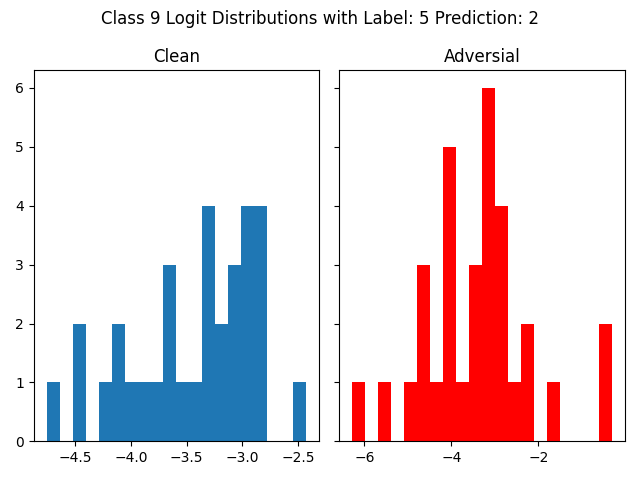 Class 9 Logit Distributions with Label: 5 Prediction: 2
Clean
Adversial
6
5
4
3
2
1
0
−4.5 −4.0 −3.5 −3.0 −2.5
−6 −4 −2